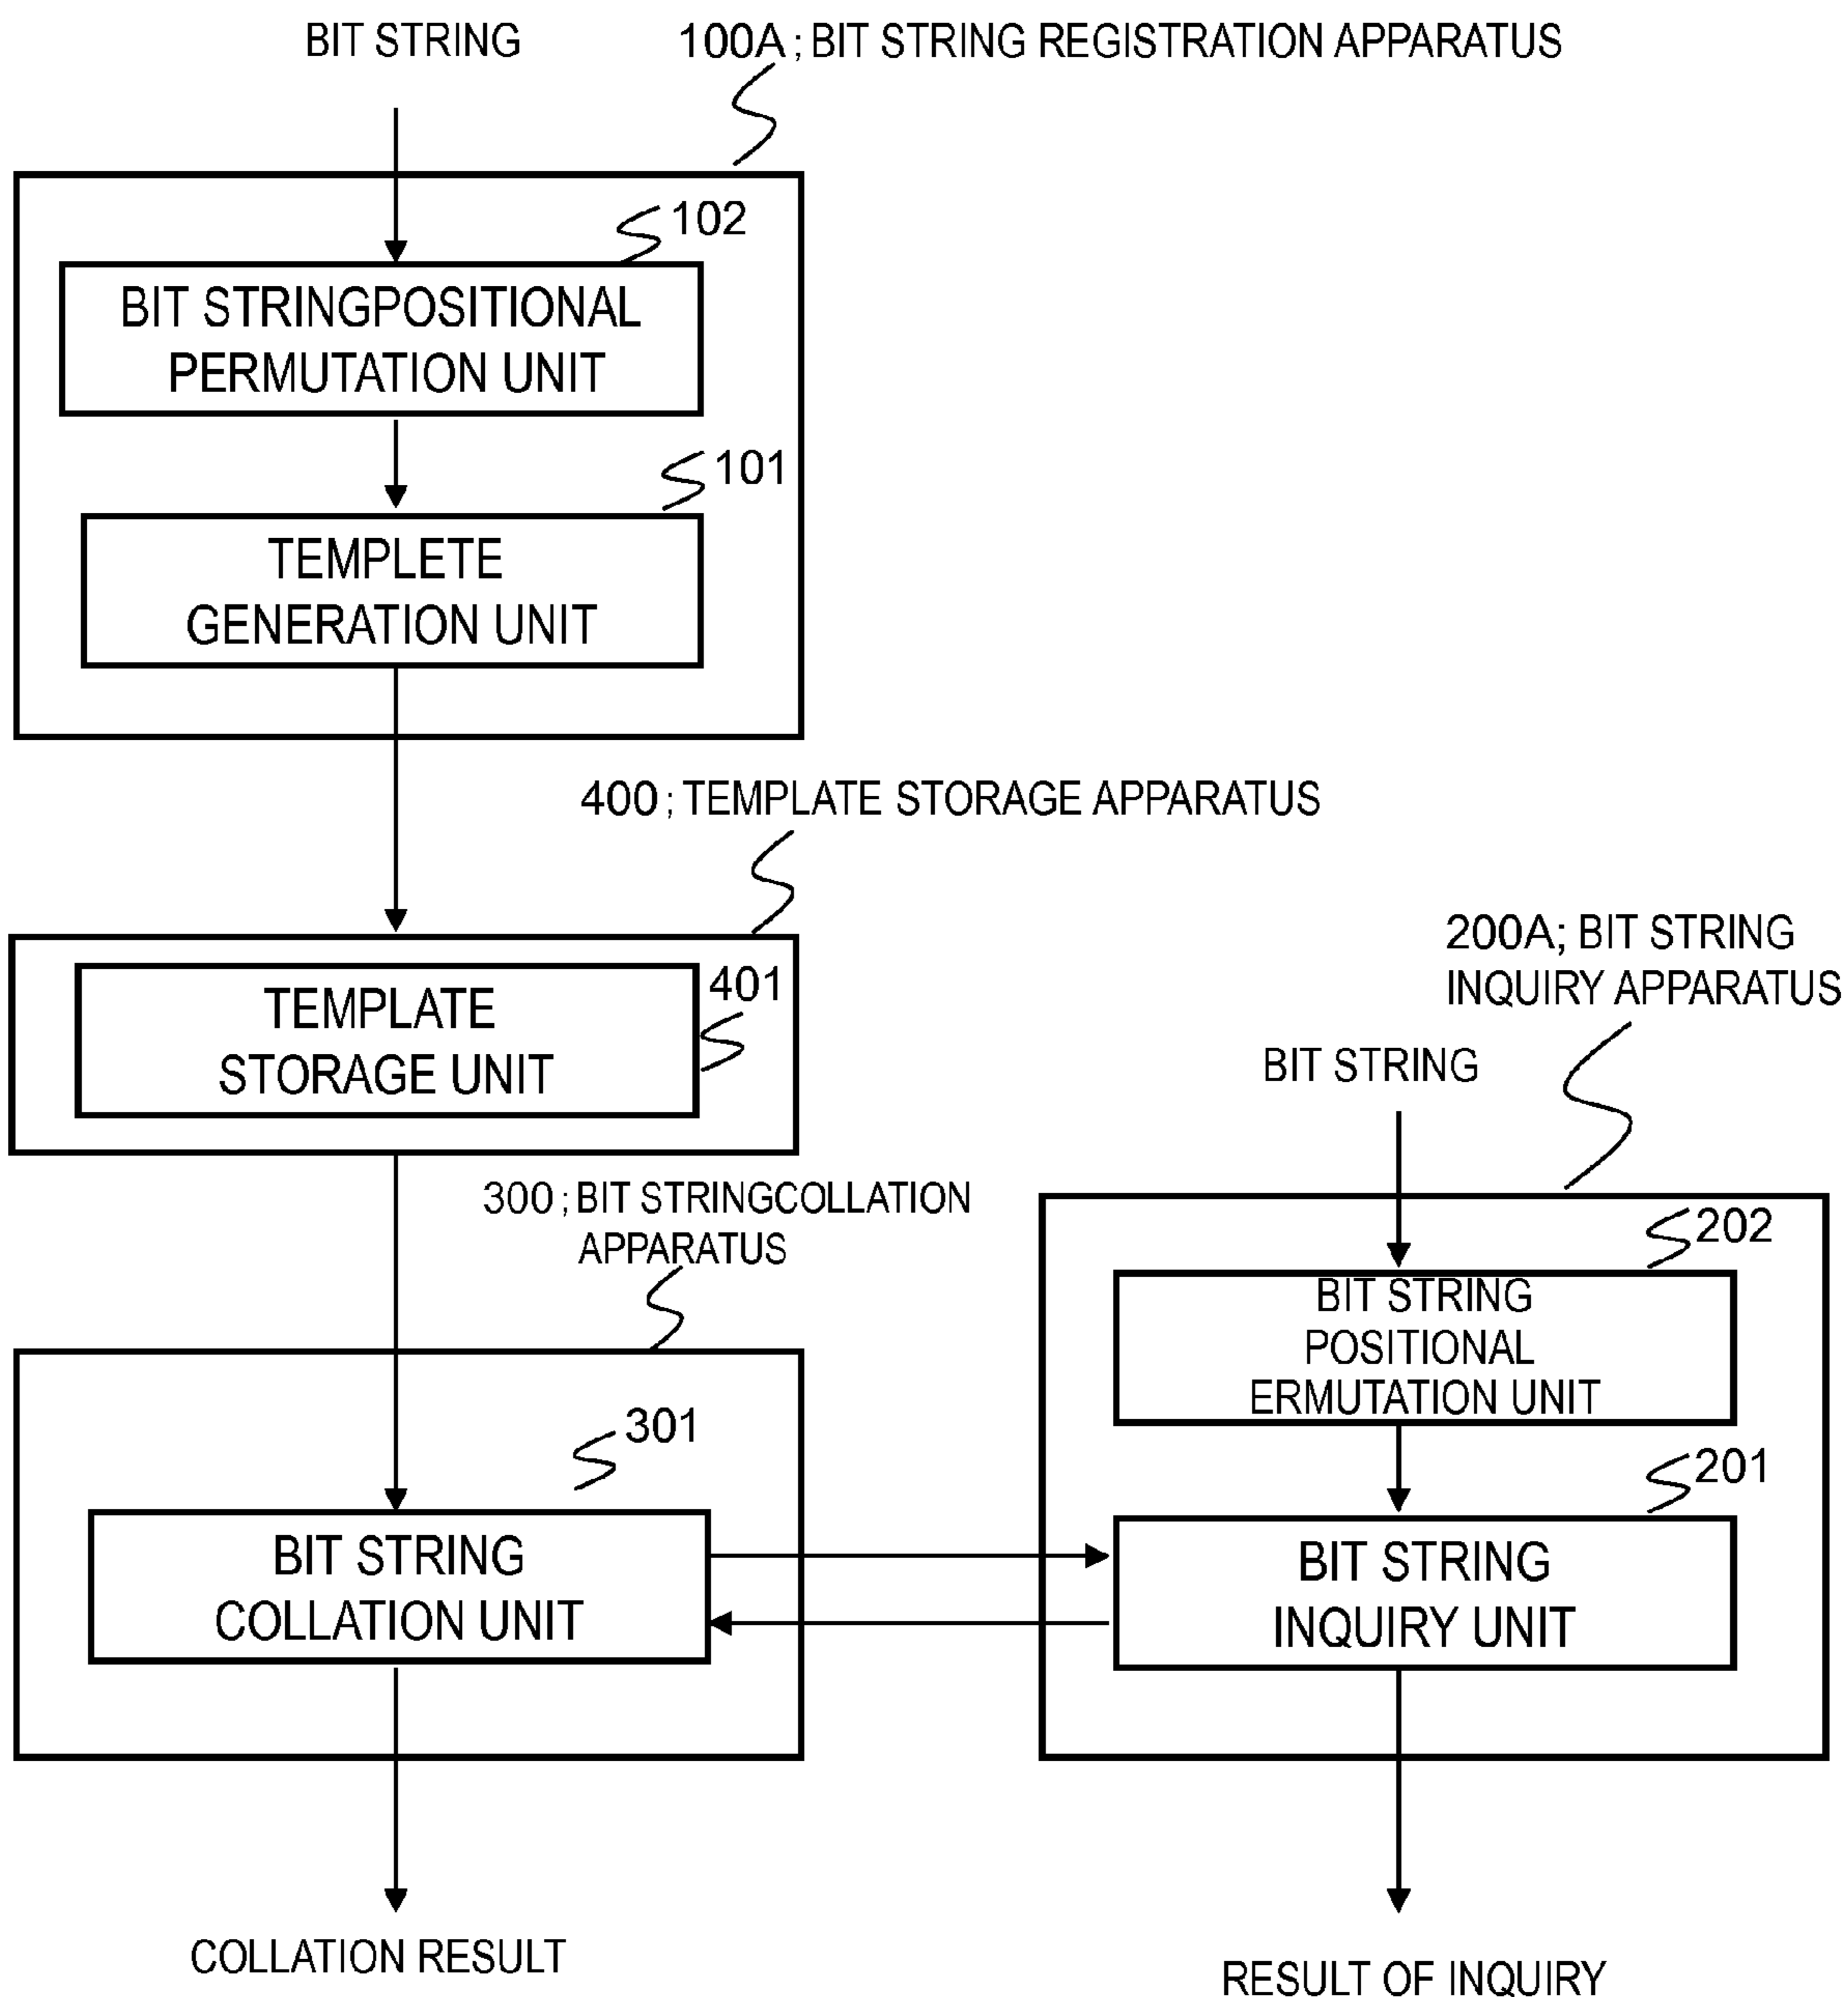 BIT STRING
100A ; BIT STRING REGISTRATION APPARATUS
102
BIT STRINGPOSITIONAL
PERMUTATION UNIT
101
TEMPLETE
GENERATION UNIT
400 ; TEMPLATE STORAGE APPARATUS
401
TEMPLATE
STORAGE UNIT
200A; BIT STRING
INQUIRY APPARATUS
BIT STRING
300 ; BIT STRINGCOLLATION
APPARATUS
202
BIT STRING
POSITIONAL
ERMUTATION UNIT
301
BIT STRING
COLLATION UNIT
201
BIT STRING
INQUIRY UNIT
COLLATION RESULT
RESULT OF INQUIRY